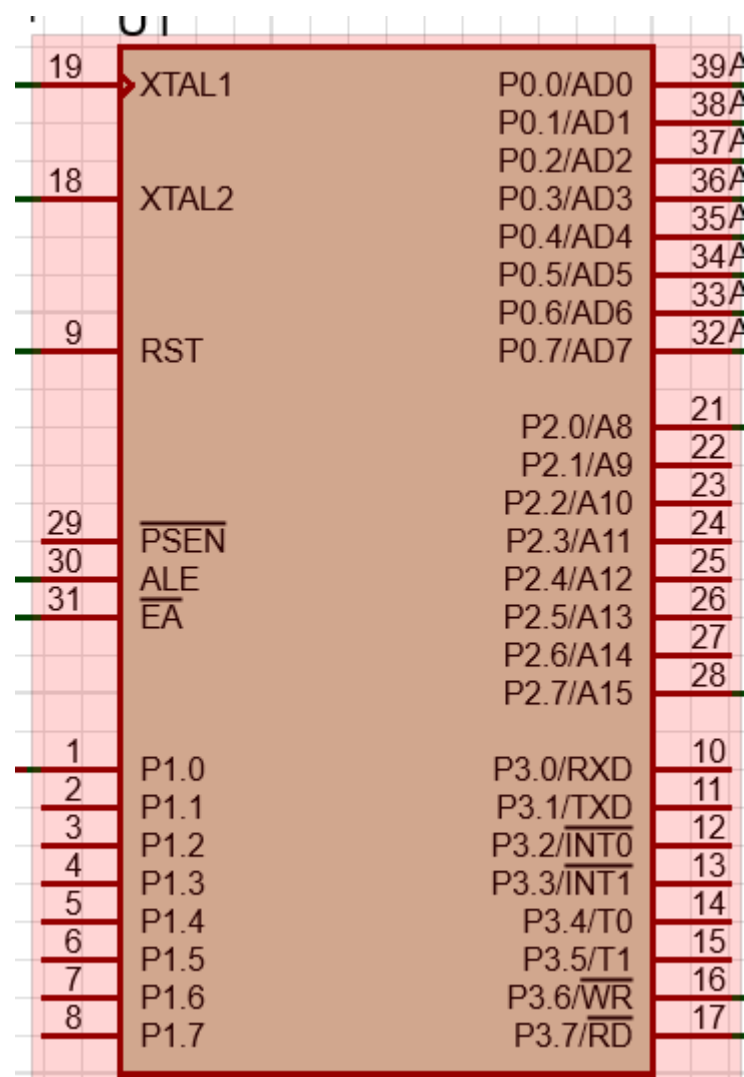 U1
19 XTAL1 P0.0/AD0 39 A
P0.1/AD1 38 A
P0.2/AD2 37 A
18 XTAL2 P0.3/AD3 36 A
P0.4/AD4 35 A
P0.5/AD5 34 A
P0.6/AD6 33 A
9 RST P0.7/AD7 32 A
P2.0/A8 21
P2.1/A9 22
P2.2/A10 23
29 PSEN P2.3/A11 24
30 ALE P2.4/A12 25
31 EA P2.5/A13 26
P2.6/A14 27
P2.7/A15 28
1 P1.0 P3.0/RXD 10
2 P1.1 P3.1/TXD 11
3 P1.2 P3.2/INT0 12
4 P1.3 P3.3/INT1 13
5 P1.4 P3.4/T0 14
6 P1.5 P3.5/T1 15
7 P1.6 P3.6/WR 16
8 P1.7 P3.7/RD 17